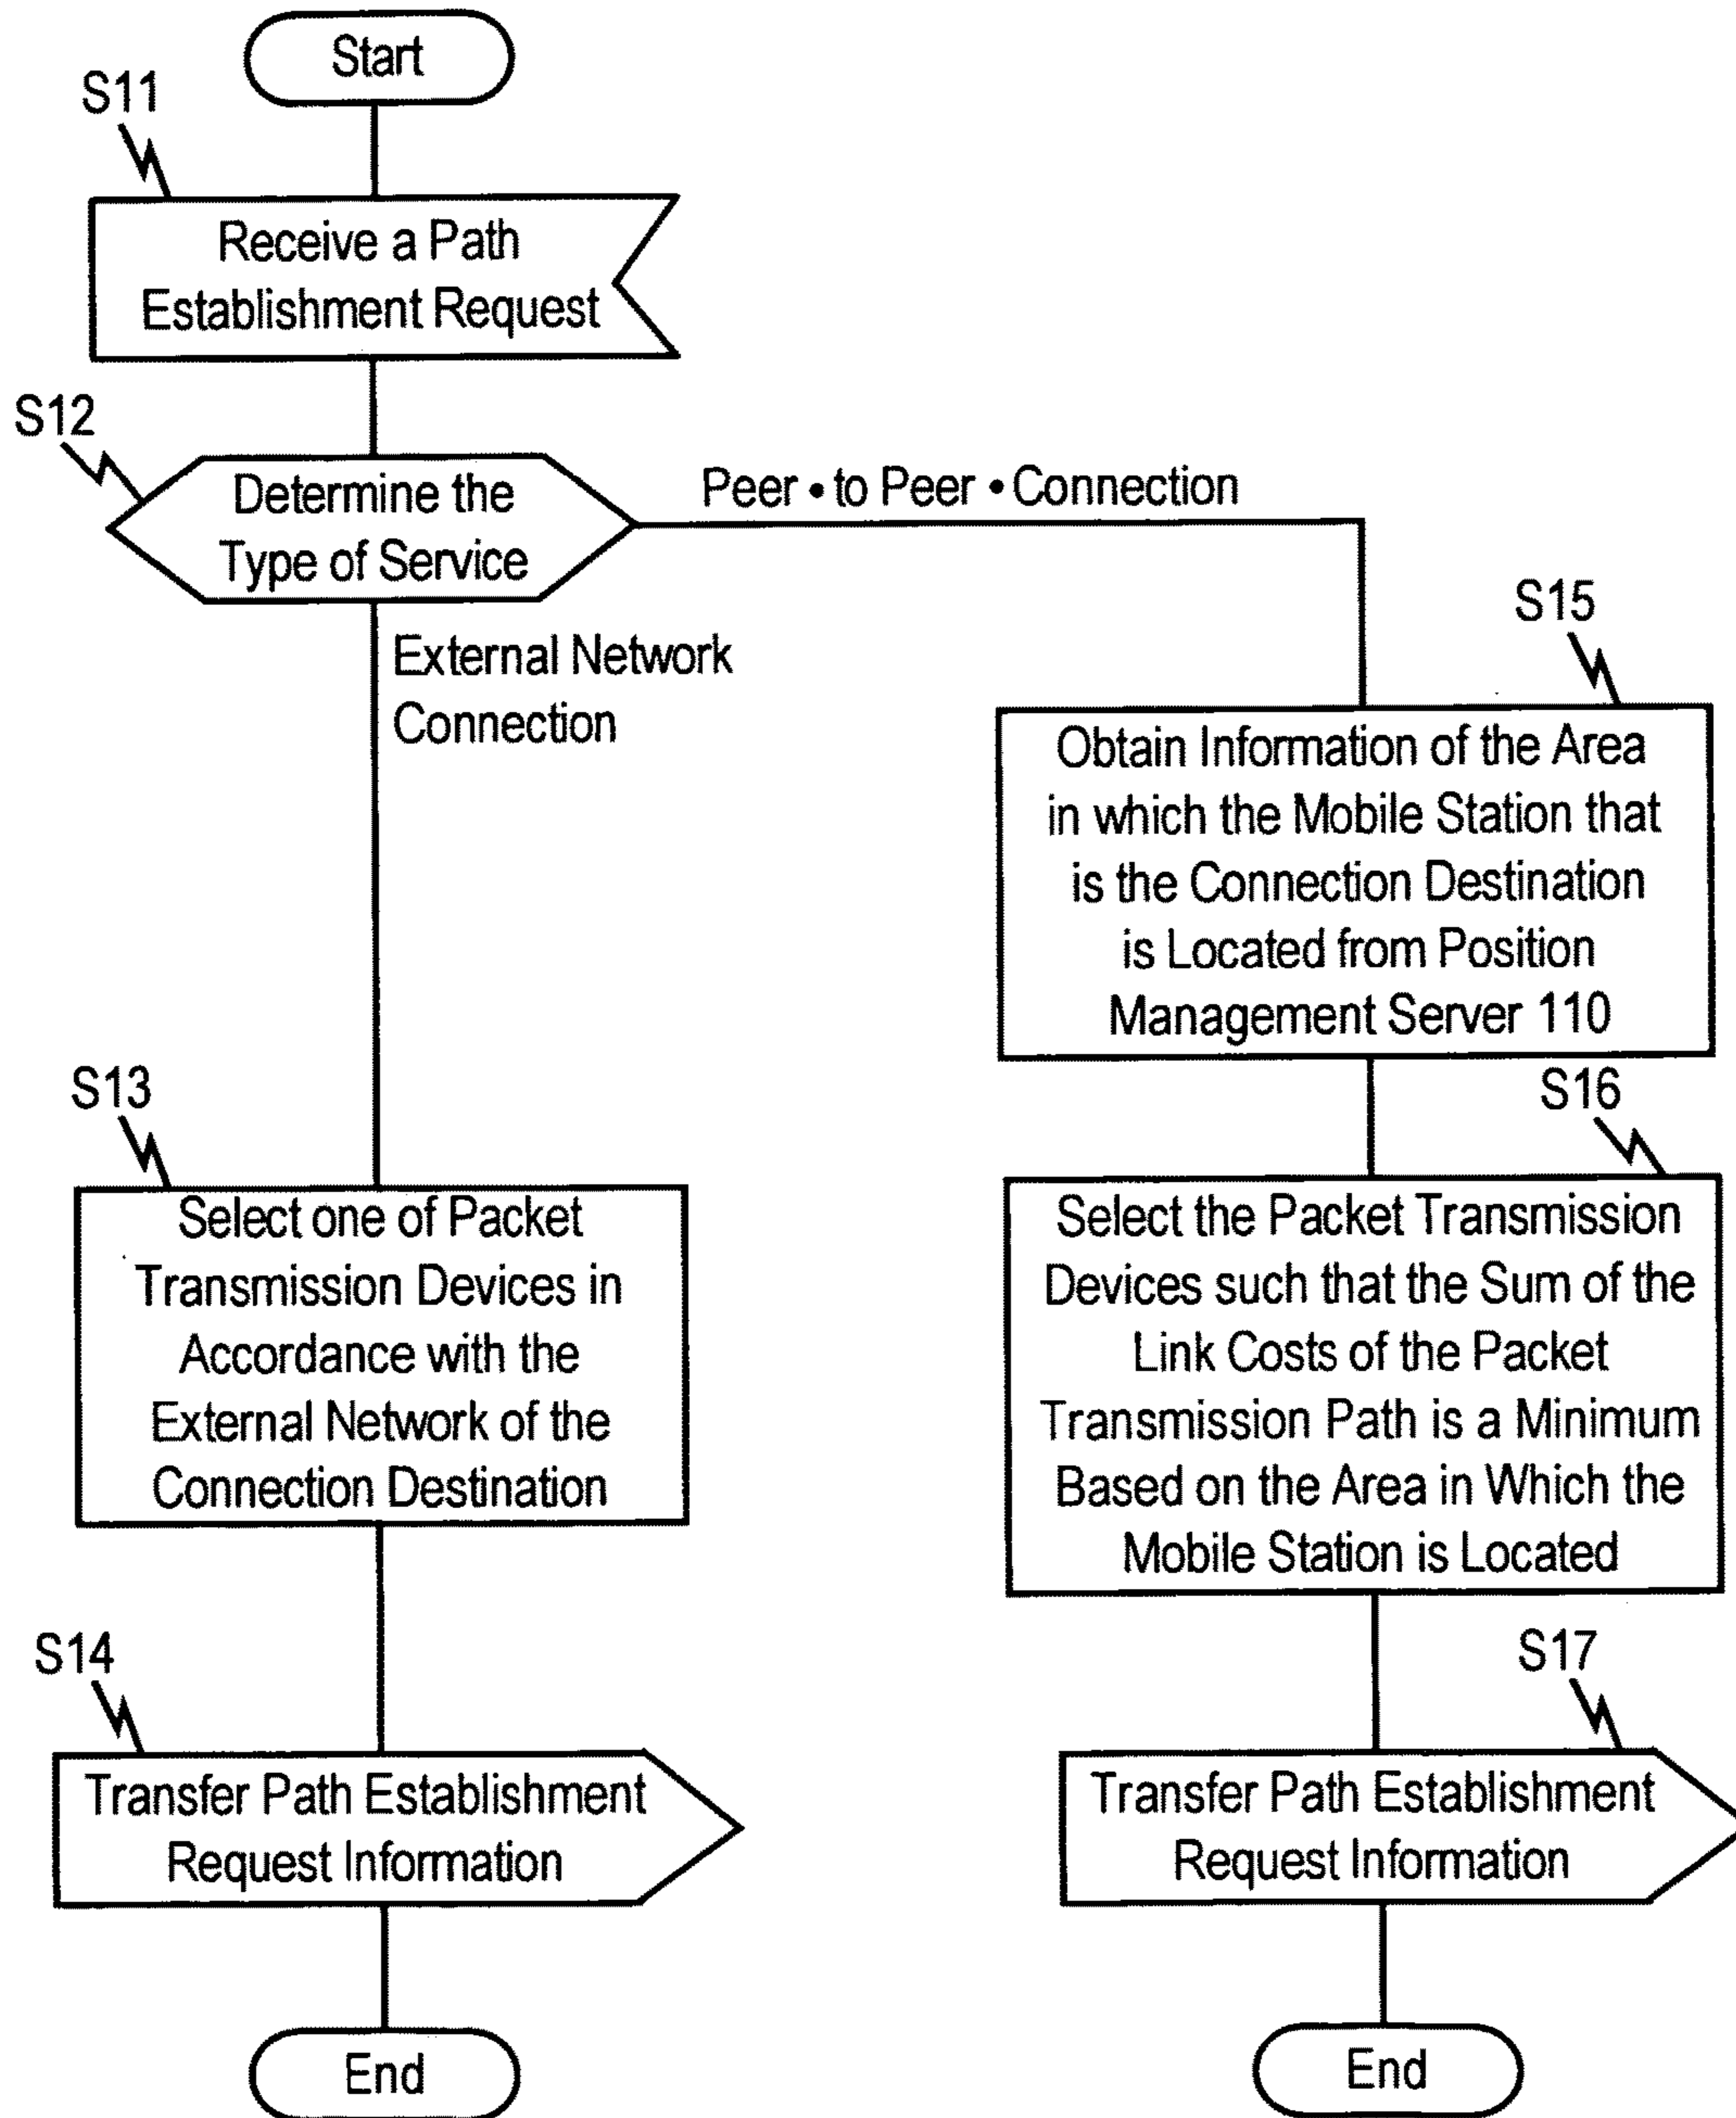 Start
S11
Receive a Path
Establishment Request
S12
Determine the
Type of Service
Peer • to Peer • Connection
External Network
Connection
S15
Obtain Information of the Area
in which the Mobile Station that
is the Connection Destination
is Located from Position
Management Server 110
S13
Select one of Packet
Transmission Devices in
Accordance with the
External Network of the
Connection Destination
S16
Select the Packet Transmission
Devices such that the Sum of the
Link Costs of the Packet
Transmission Path is a Minimum
Based on the Area in Which the
Mobile Station is Located
S14
Transfer Path Establishment
Request Information
S17
Transfer Path Establishment
Request Information
End
End